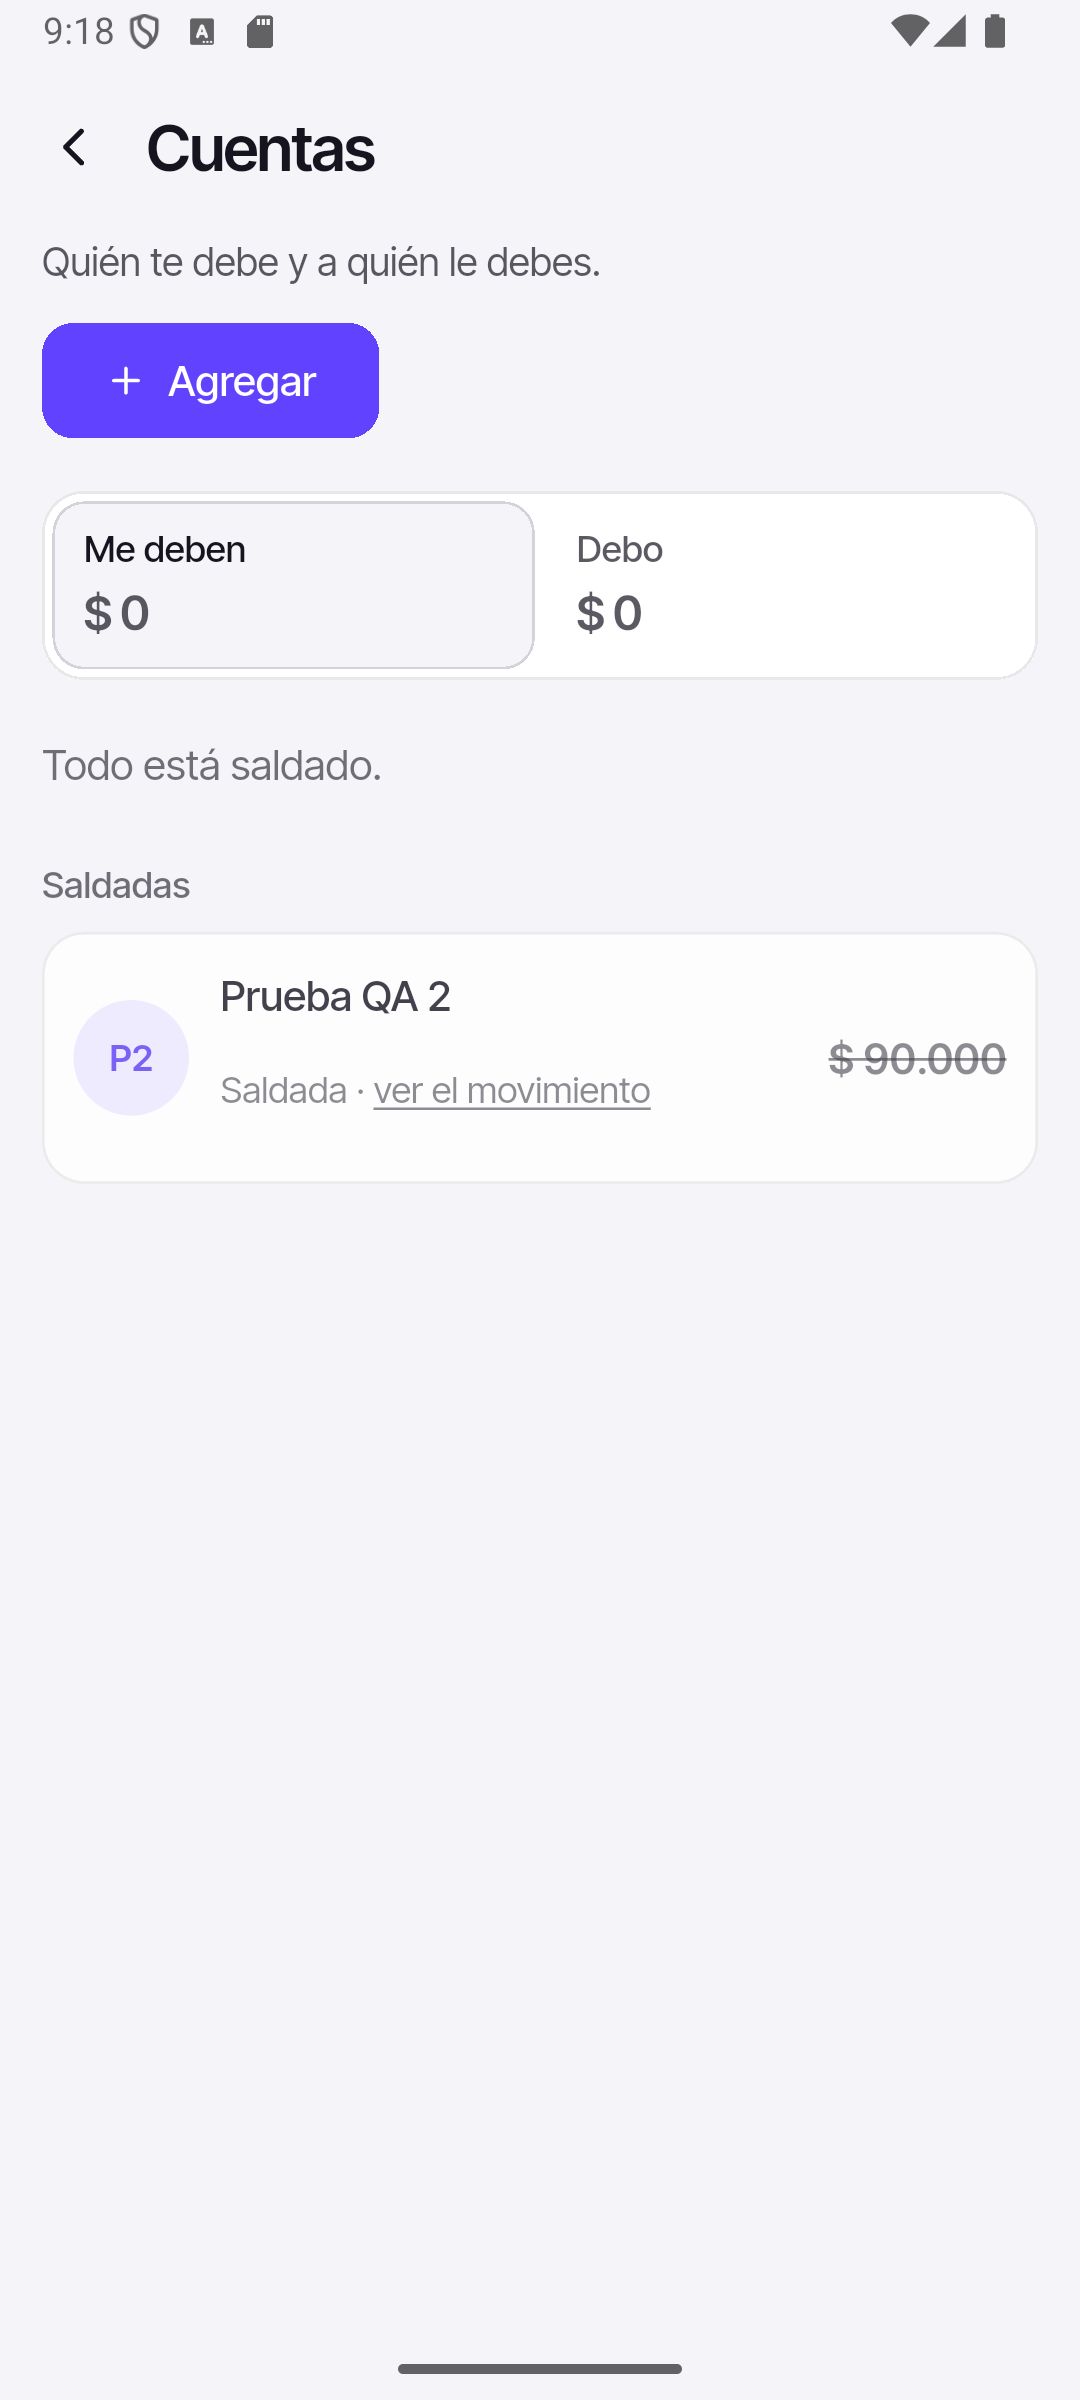 9:18
Cuentas
Quién te debe y a quién le debes.
+ Agregar
Me deben
$ 0
Debo
$ 0
Todo está saldado.
Saldadas
P2
Prueba QA 2
Saldada · ver el movimiento
$ 90.000